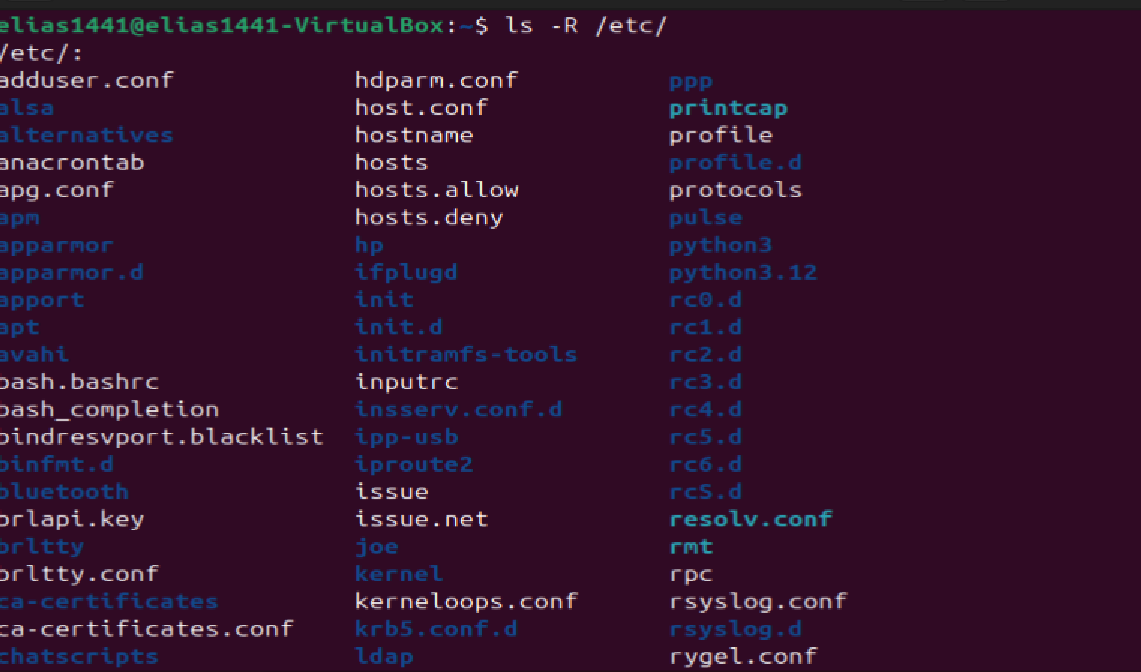 elias1441@elias1441-VirtualBox:~$ ls -R /etc/
/etc/:
adduser.conf hdparm.conf ppp
alsa host.conf printcap
alternatives hostname profile
anacrontab hosts profile.d
apg.conf hosts.allow protocols
apm hosts.deny pulse
apparmor hp python3
apparmor.d ifplugd python3.12
apport init rc0.d
apt init.d rc1.d
avahi initramfs-tools rc2.d
bash.bashrc inputrc rc3.d
bash_completion insserv.conf.d rc4.d
bindresvport.blacklist ipp-usb rc5.d
binfmt.d iproute2 rc6.d
bluetooth issue rcS.d
brlapi.key issue.net resolv.conf
brltty joe rmt
brltty.conf kernel rpc
ca-certificates kerneloops.conf rsyslog.conf
ca-certificates.conf krb5.conf.d rsyslog.d
chatscripts ldap rygel.conf